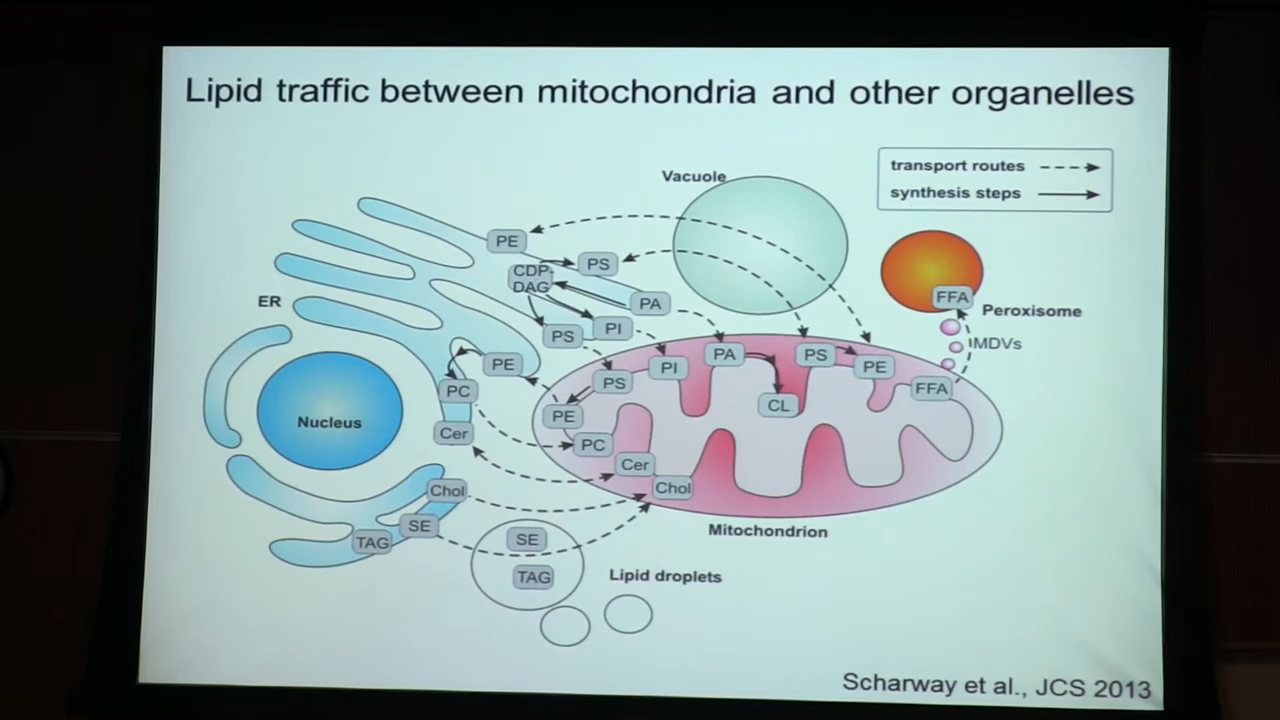 Lipid traffic between mitochondria and other organelles
transport routes
synthesis steps
Vacuole
PE
PS
CDP-
DAG
PA
ER
PS
PI
FFA
Peroxisome
MDVs
PE
PC
Nucleus
Cer
PI
PA
PS
PE
FFA
PS
CL
PE
PC
Cer
Chol
Chol
SE
TAG
Mitochondrion
SE
TAG
Lipid droplets
Scharway et al., JCS 2013